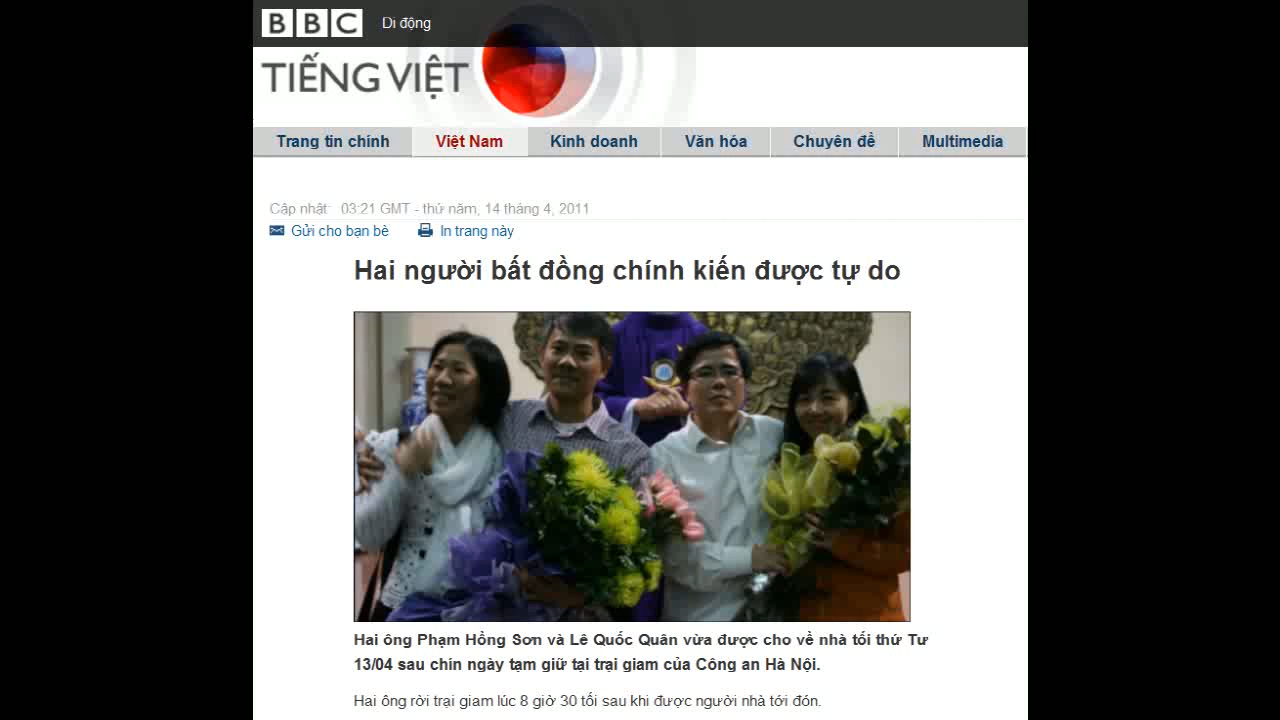 BBC Di động
TIẾNG VIỆT
Trang tin chính Việt Nam Kinh doanh Văn hóa Chuyên đề Multimedia
Cập nhật: 03:21 GMT - thứ năm, 14 tháng 4, 2011
Gửi cho bạn bè In trang này
Hai người bất đồng chính kiến được tự do
Hai ông Phạm Hồng Sơn và Lê Quốc Quân vừa được cho về nhà tối thứ Tư
13/04 sau chín ngày tạm giữ tại trại giam của Công an Hà Nội.
Hai ông rời trại giam lúc 8 giờ 30 tối sau khi được người nhà tới đón.